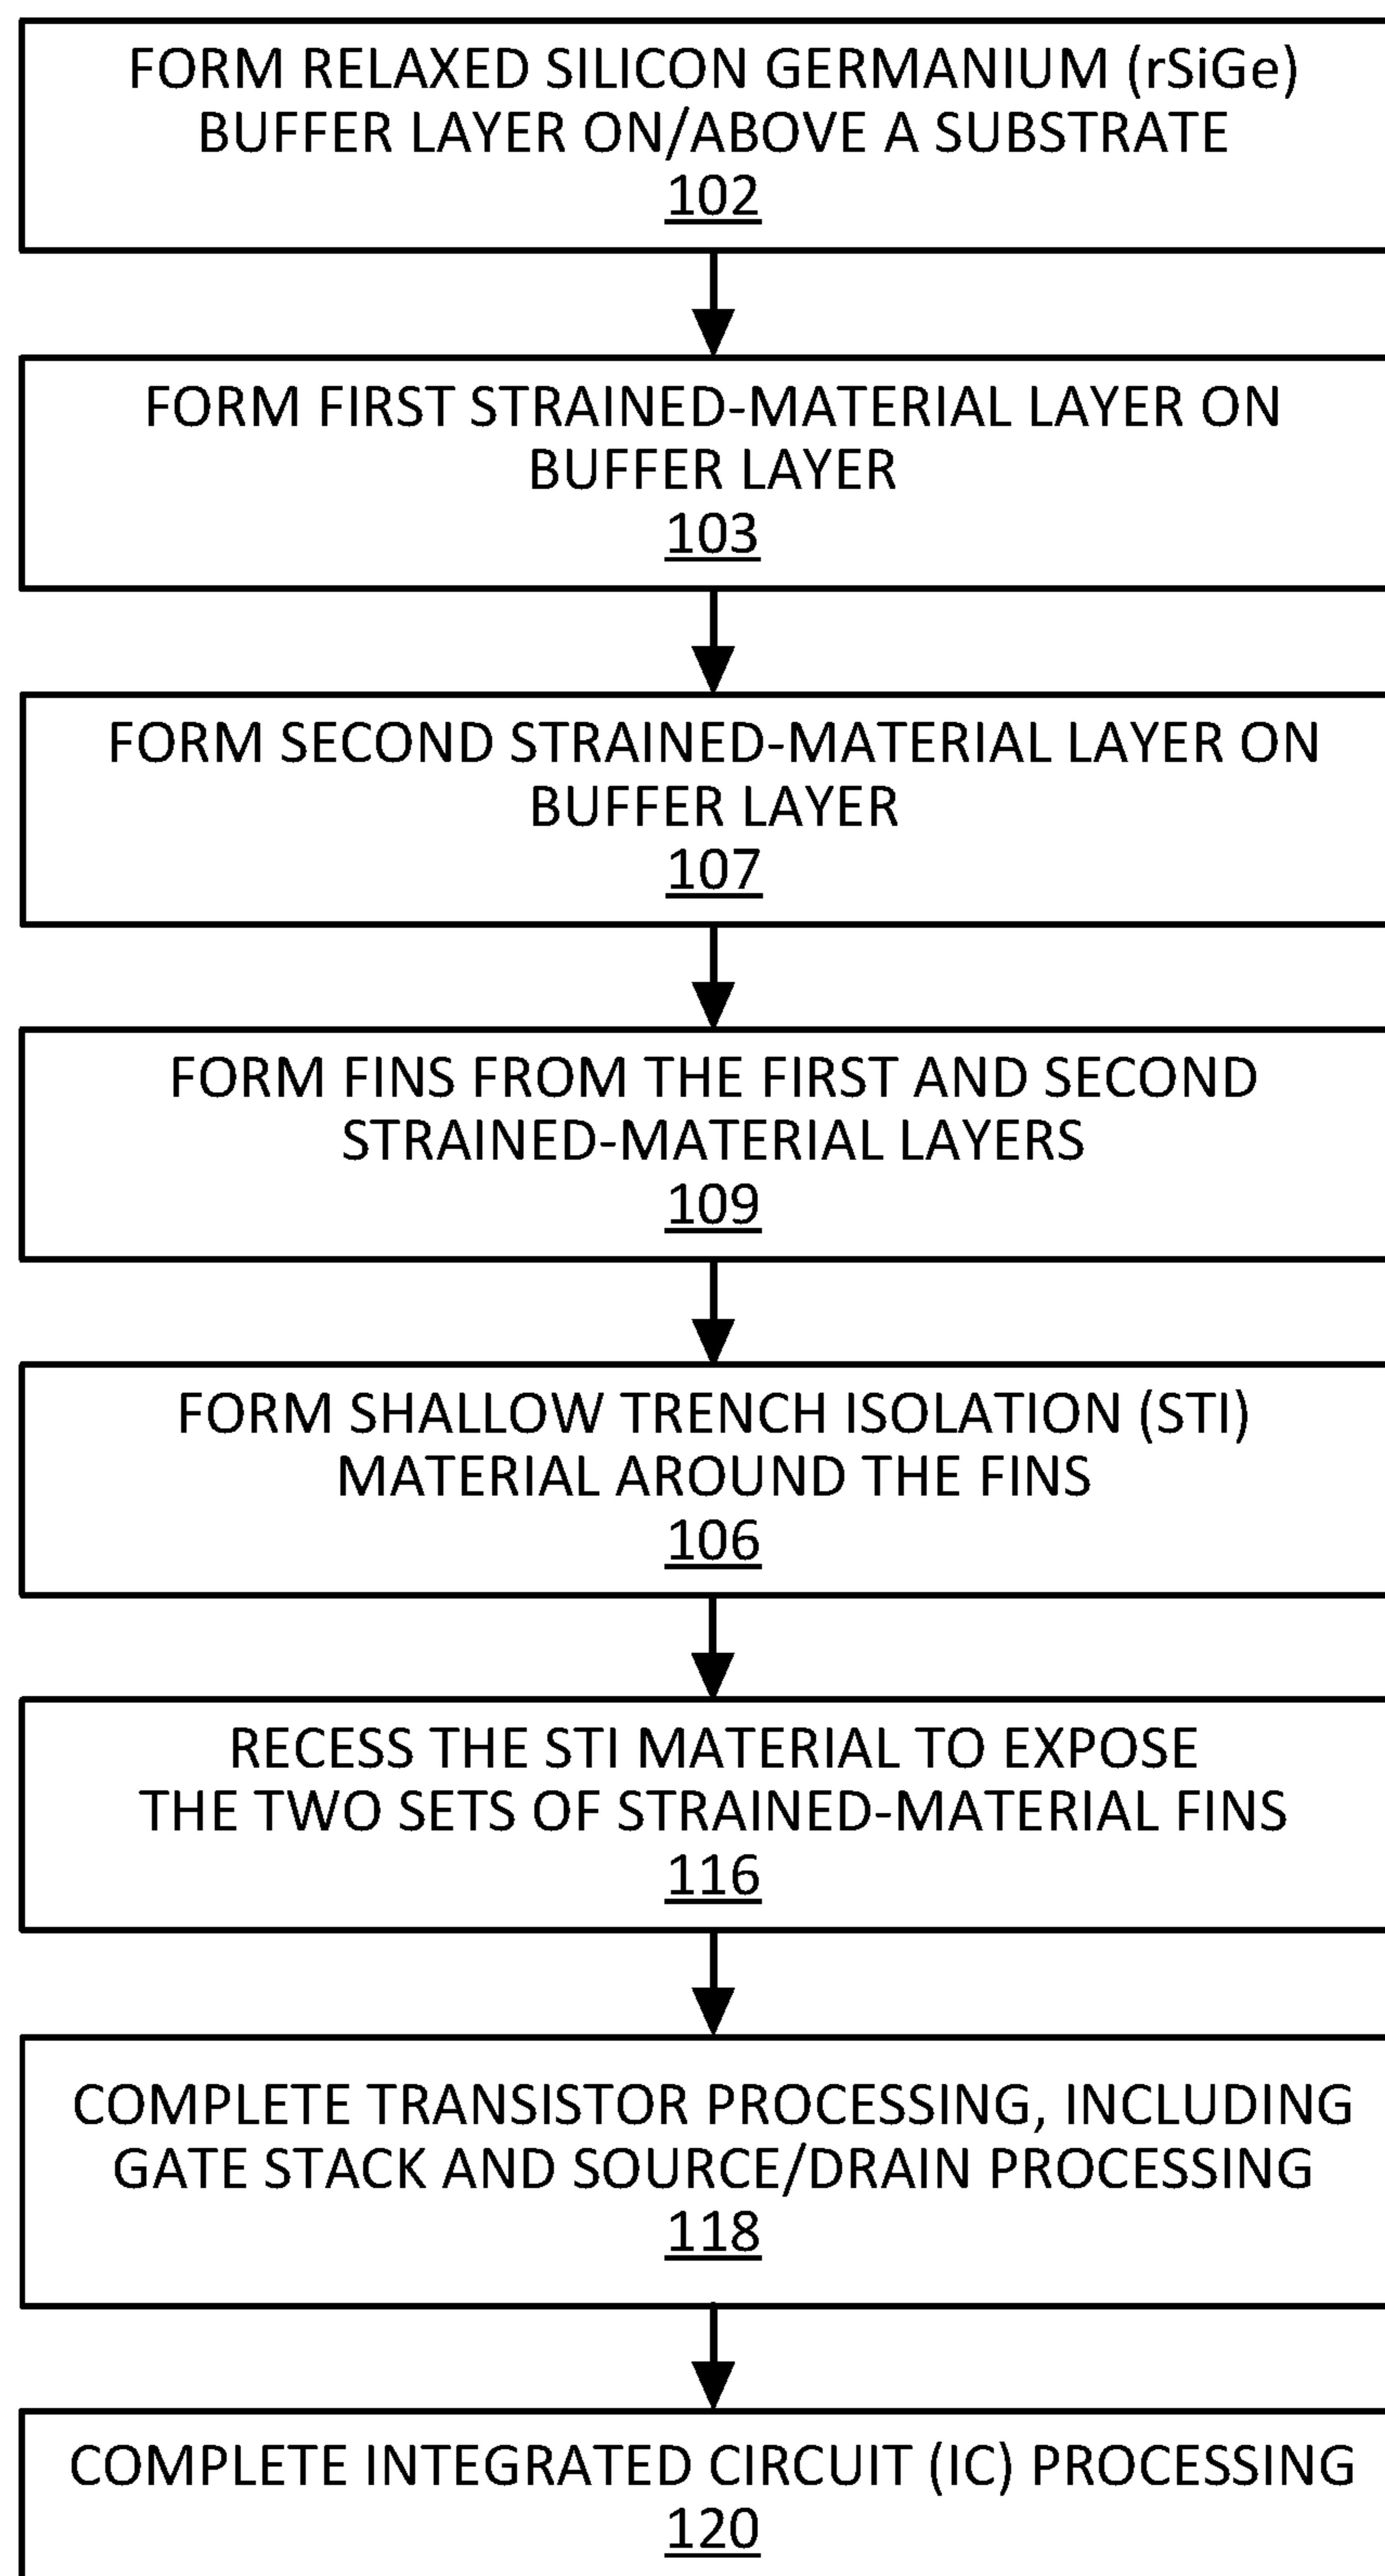 FORM RELAXED SILICON GERMANIUM (rSiGe)
BUFFER LAYER ON/ABOVE A SUBSTRATE
102
FORM FIRST STRAINED-MATERIAL LAYER ON
BUFFER LAYER
103
FORM SECOND STRAINED-MATERIAL LAYER ON
BUFFER LAYER
107
FORM FINS FROM THE FIRST AND SECOND
STRAINED-MATERIAL LAYERS
109
FORM SHALLOW TRENCH ISOLATION (STI)
MATERIAL AROUND THE FINS
106
RECESS THE STI MATERIAL TO EXPOSE
THE TWO SETS OF STRAINED-MATERIAL FINS
116
COMPLETE TRANSISTOR PROCESSING, INCLUDING
GATE STACK AND SOURCE/DRAIN PROCESSING
118
COMPLETE INTEGRATED CIRCUIT (IC) PROCESSING
120